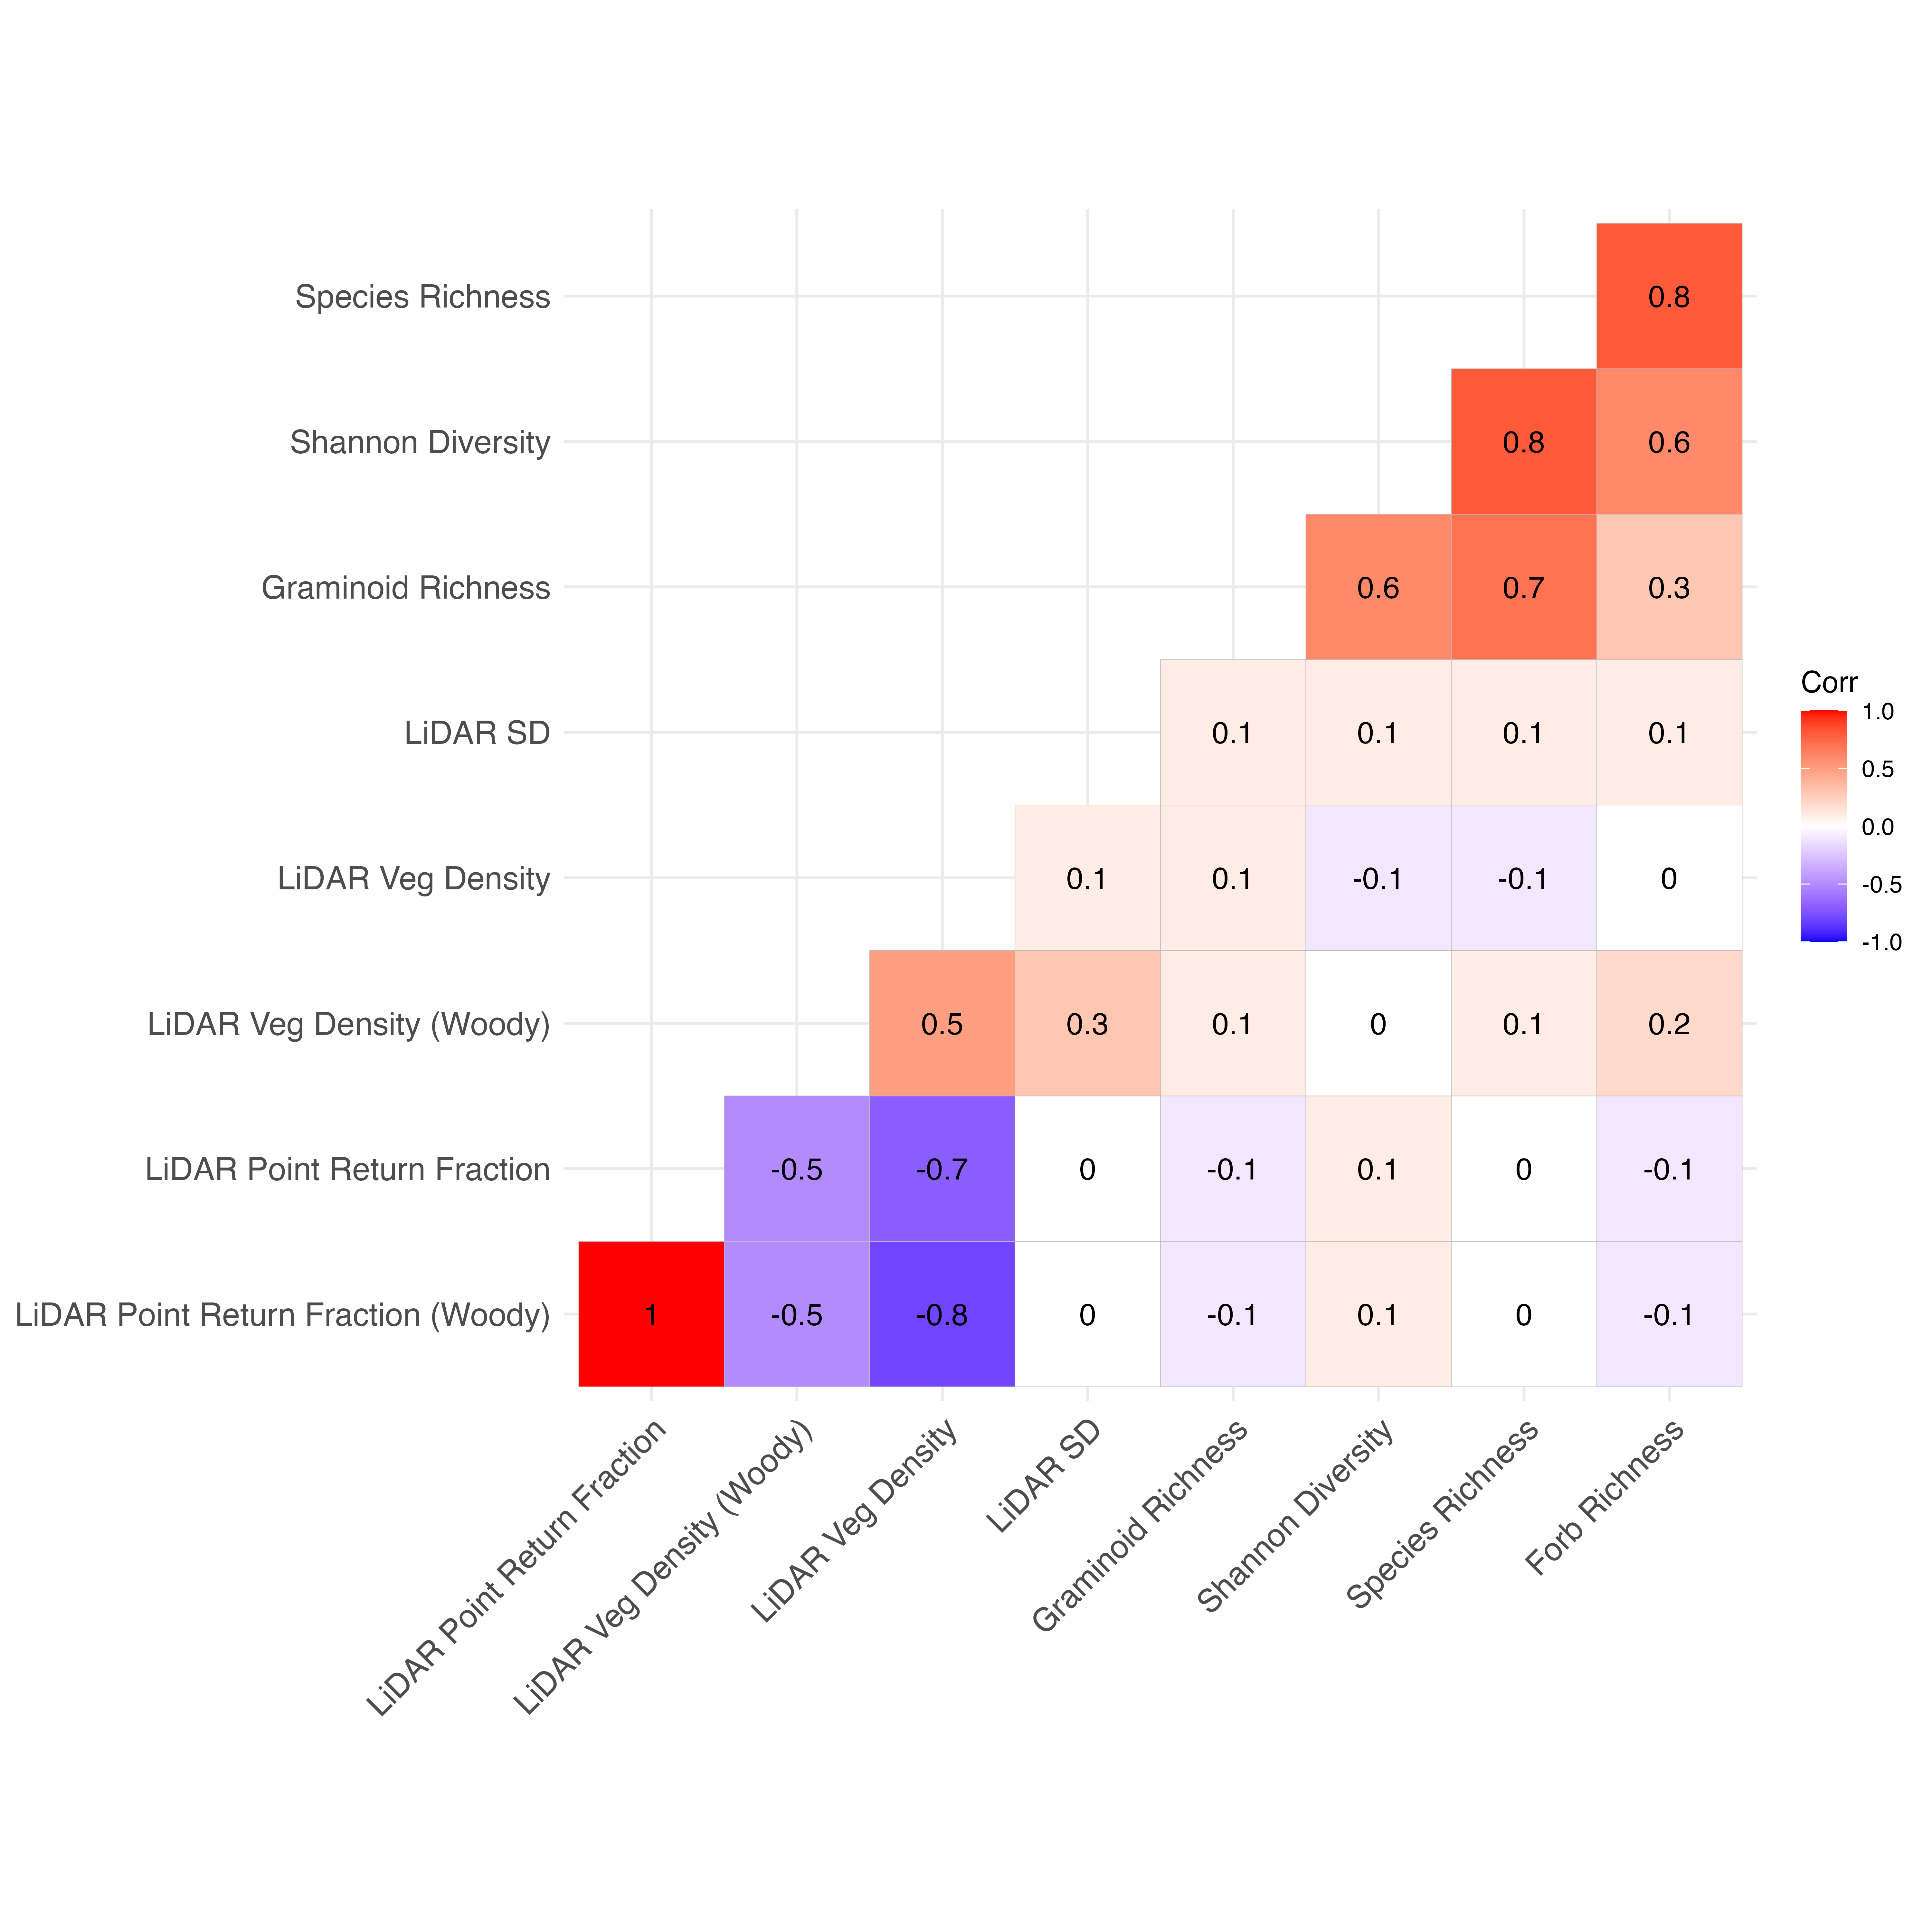 Species Richness 0.8
Shannon Diversity 0.8 0.6
Graminoid Richness 0.6 0.7 0.3
LiDAR SD 0.1 0.1 0.1 0.1
LiDAR Veg Density 0.1 0.1 -0.1 -0.1 0
LiDAR Veg Density (Woody) 0.5 0.3 0.1 0 0.1 0.2
LiDAR Point Return Fraction -0.5 -0.7 0 -0.1 0.1 0 -0.1
LiDAR Point Return Fraction (Woody) 1 -0.5 -0.8 0 -0.1 0.1 0 -0.1
LiDAR Point Return Fraction
LiDAR Veg Density (Woody)
LiDAR Veg Density
LiDAR SD
Graminoid Richness
Shannon Diversity
Species Richness
Forb Richness
Corr
1.0
0.5
0.0
-0.5
-1.0